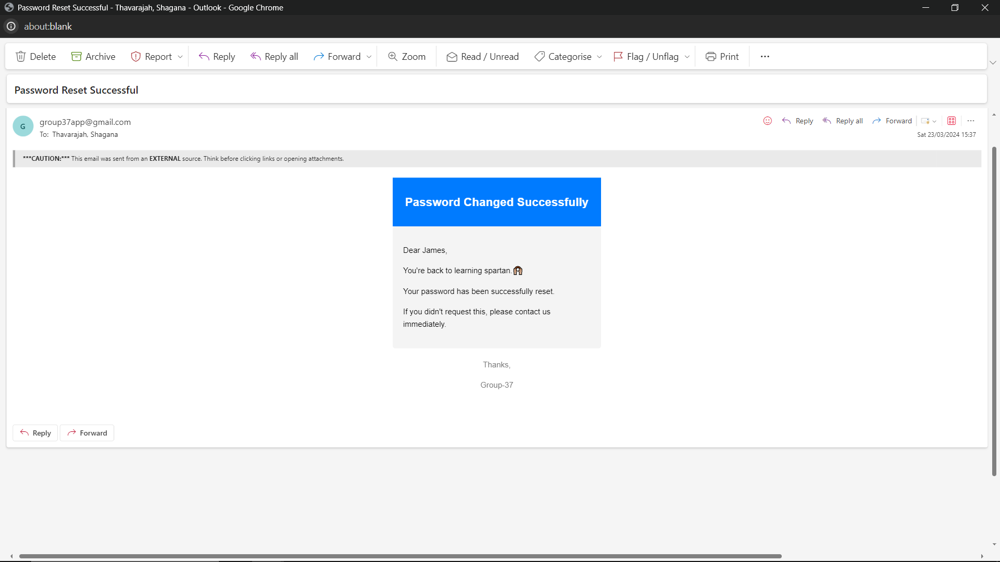 Password Reset Successful - Thavarajah, Shagana - Outlook - Google Chrome
about:blank
Delete Archive Report Reply Reply all Forward Zoom Read / Unread Categorise Flag / Unflag Print
Password Reset Successful
G
group37app@gmail.com
To: Thavarajah, Shagana
Reply Reply all Forward
Sat 23/03/2024 15:37
***CAUTION:*** This email was sent from an EXTERNAL source. Think before clicking links or opening attachments.
Password Changed Successfully
Dear James,
You're back to learning spartan.
Your password has been successfully reset.
If you didn't request this, please contact us
immediately.
Thanks,
Group-37
Reply Forward